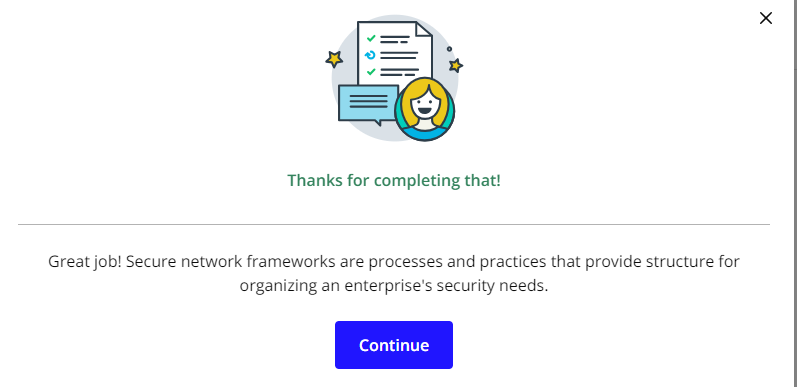 Thanks for completing that!
Great job! Secure network frameworks are processes and practices that provide structure for
organizing an enterprise's security needs.
Continue